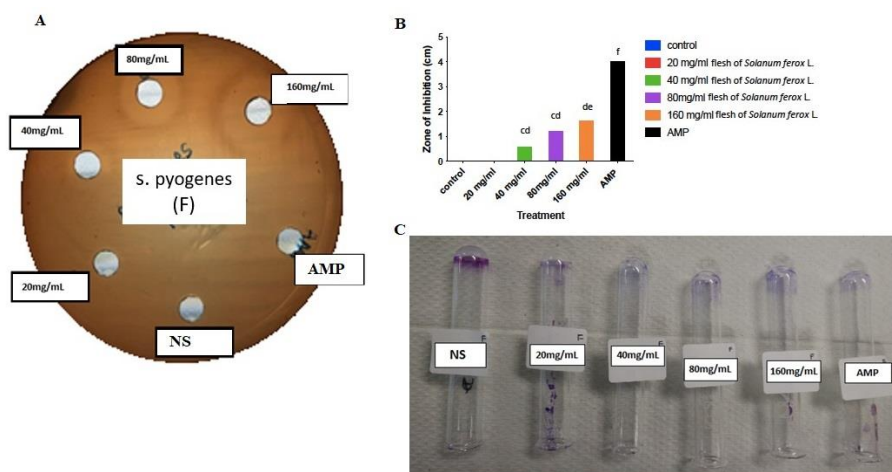 A
80mg/mL
160mg/mL
40mg/mL
s. pyogenes
(F)
20mg/mL
AMP
NS
B
Zone of Inhibition (cm)
5
4
3
2
1
0
cd
cd
de
f
control
20 mg/ml
40 mg/ml
80mg/ml
160 mg/ml
AMP
Treatment
control
20 mg/ml flesh of Solanum ferox L.
40 mg/ml flesh of Solanum ferox L.
80mg/ml flesh of Solanum ferox L.
160 mg/ml flesh of Solanum ferox L.
AMP
C
NS
20mg/mL
40mg/mL
80mg/mL
160mg/mL
AMP